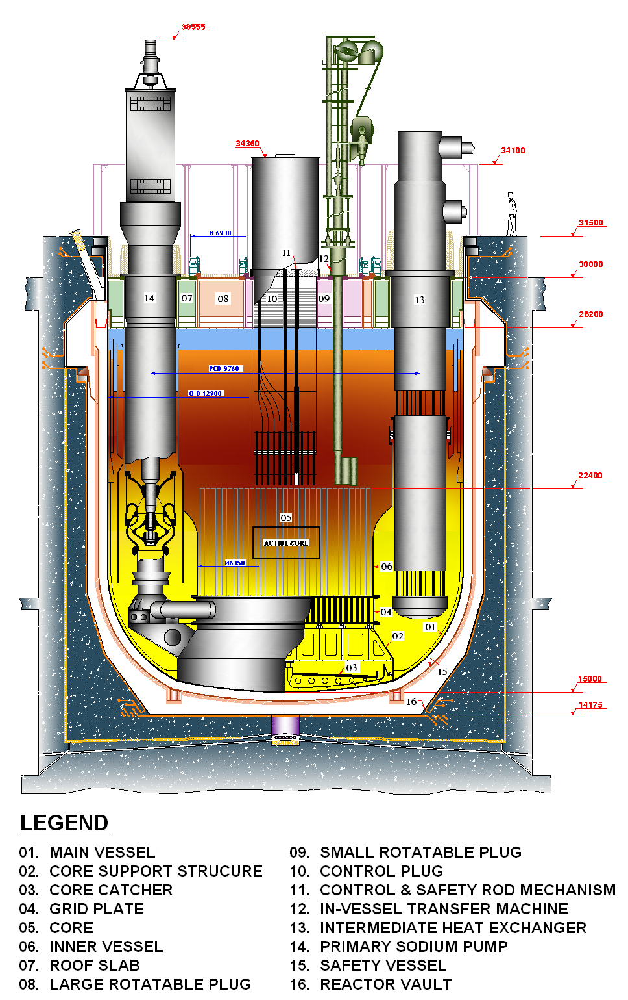 38555
34360
34100
Ø 6930
31500
11
12
30000
14
07
08
10
09
13
28200
PCD 9760
O.D 12900
22400
05
ACTIVE CORE
Ø6350
06
04
01
02
03
15
15000
16
14175
LEGEND
01. MAIN VESSEL
02. CORE SUPPORT STRUCURE
03. CORE CATCHER
04. GRID PLATE
05. CORE
06. INNER VESSEL
07. ROOF SLAB
08. LARGE ROTATABLE PLUG
09. SMALL ROTATABLE PLUG
10. CONTROL PLUG
11. CONTROL & SAFETY ROD MECHANISM
12. IN-VESSEL TRANSFER MACHINE
13. INTERMEDIATE HEAT EXCHANGER
14. PRIMARY SODIUM PUMP
15. SAFETY VESSEL
16. REACTOR VAULT